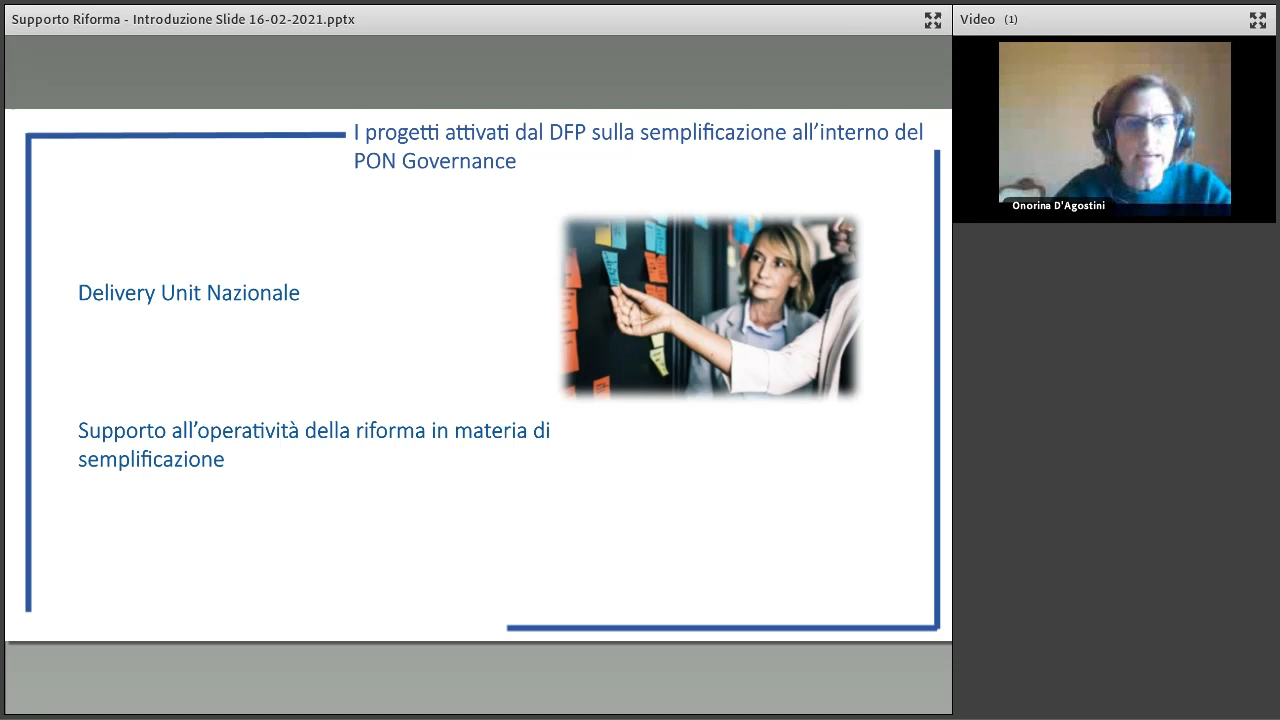 Supporto Riforma - Introduzione Slide 16-02-2021.pptx
Video (1)
I progetti attivati dal DFP sulla semplificazione all’interno del
PON Governance
Delivery Unit Nazionale
Supporto all’operatività della riforma in materia di
semplificazione
Onorina D'Agostini